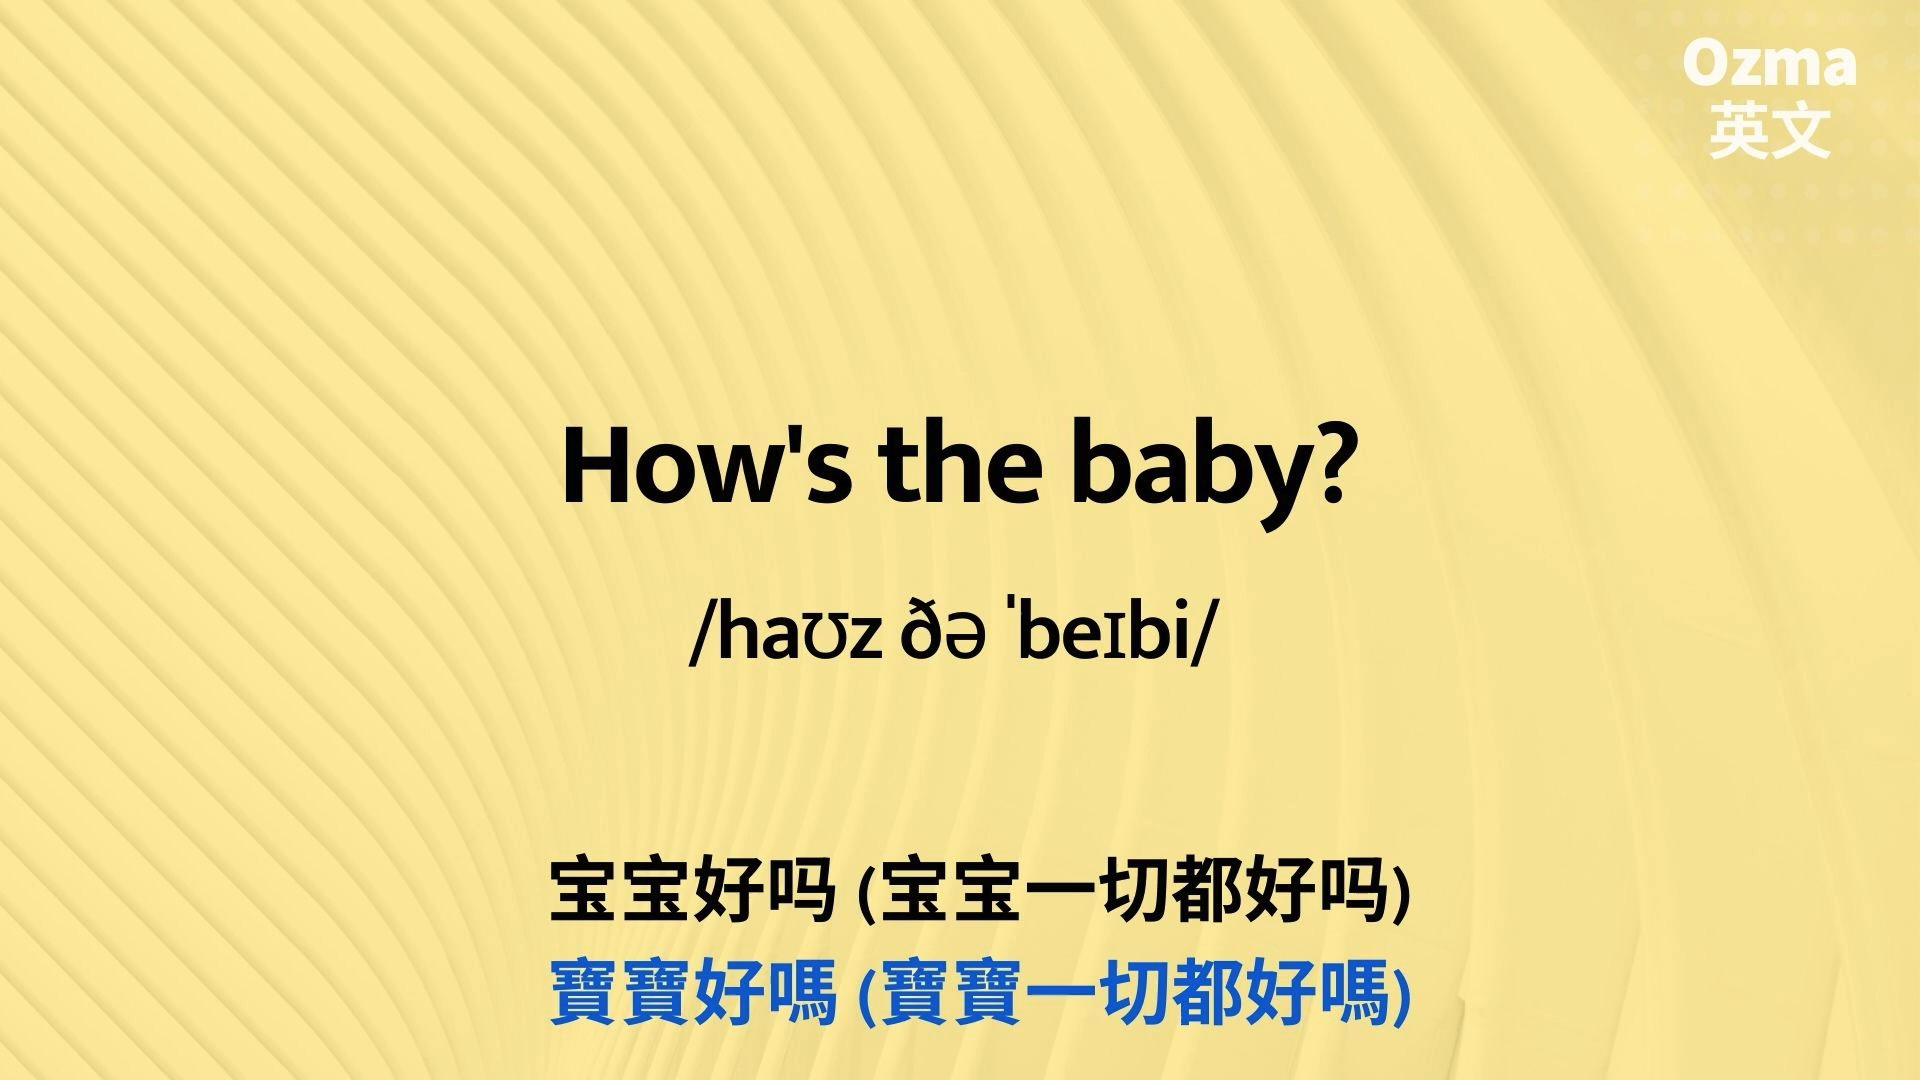 Ozma
英文
How's the baby?
/haʊz ðə ˈbeɪbi/
宝宝好吗 (宝宝一切都好吗)
寶寶好嗎 (寶寶一切都好嗎)